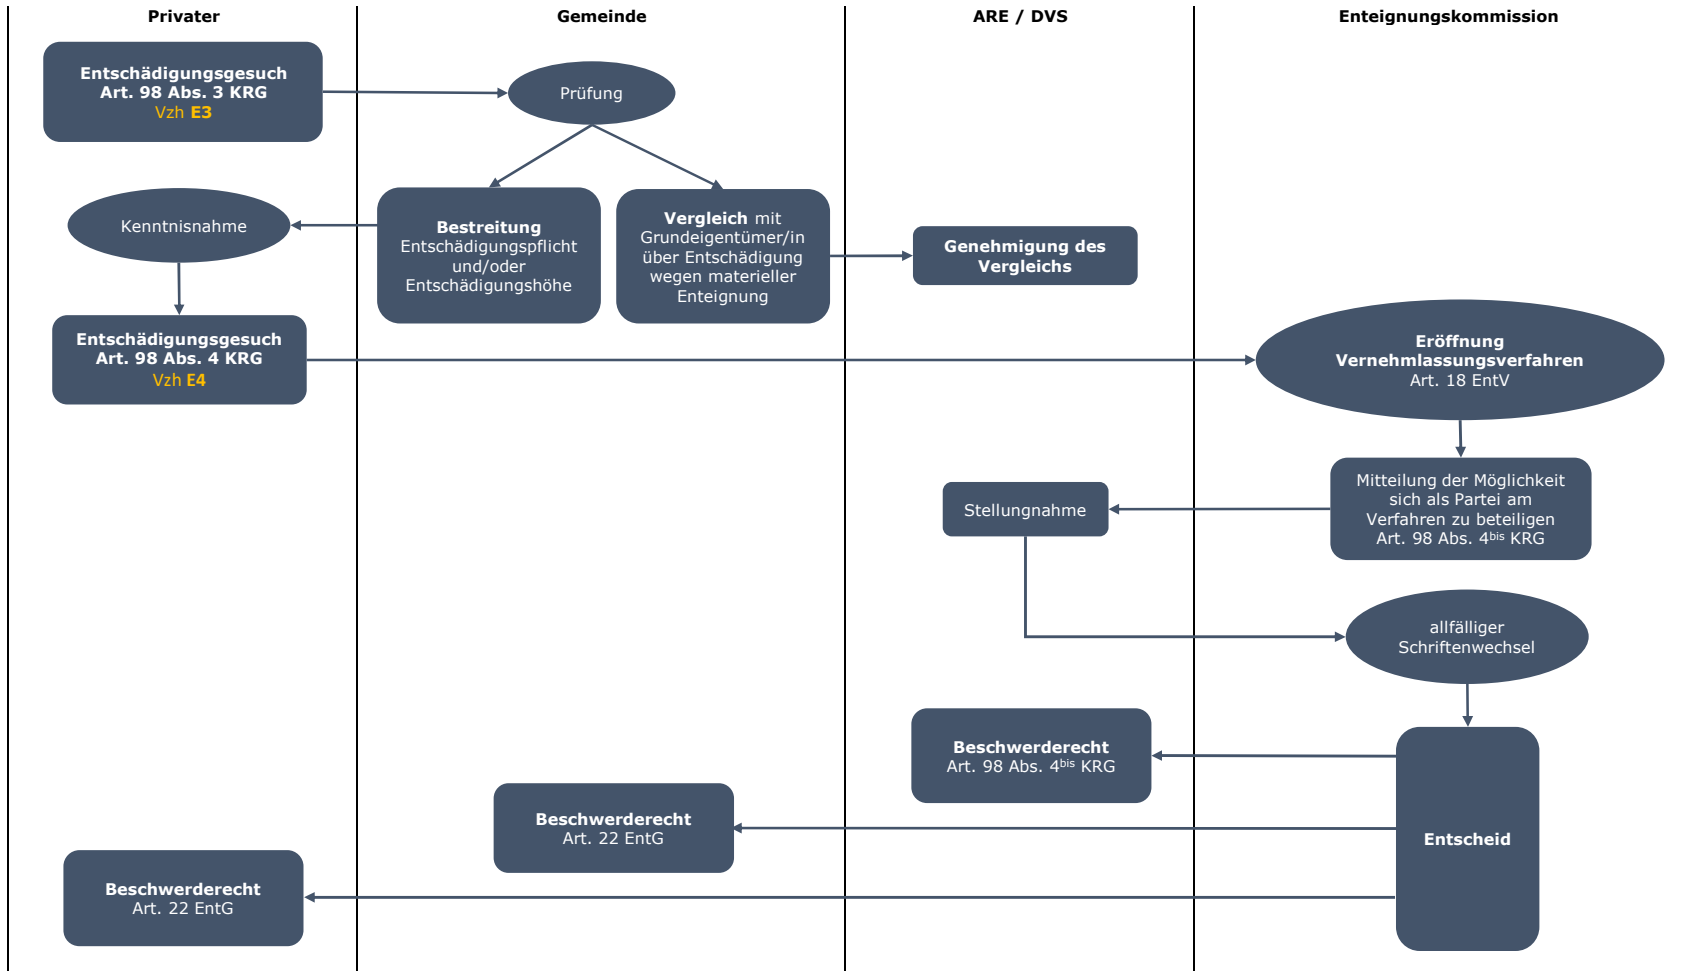 Privater
Gemeinde
ARE / DVS
Enteignungskommission
Entschädigungsgesuch
Art. 98 Abs. 3 KRG
Vzh E3
Prüfung
Kenntnisnahme
Bestreitung
Entschädigungspflicht
und/oder
Entschädigungshöhe
Vergleich mit
Grundeigentümer/in
über Entschädigung
wegen materieller
Enteignung
Genehmigung des
Vergleichs
Entschädigungsgesuch
Art. 98 Abs. 4 KRG
Vzh E4
Eröffnung
Vernehmlassungsverfahren
Art. 18 EntV
Mitteilung der Möglichkeit
sich als Partei am
Verfahren zu beteiligen
Art. 98 Abs. 4bis KRG
Stellungnahme
allfälliger
Schriftenwechsel
Beschwerderecht
Art. 98 Abs. 4bis KRG
Beschwerderecht
Art. 22 EntG
Entscheid
Beschwerderecht
Art. 22 EntG